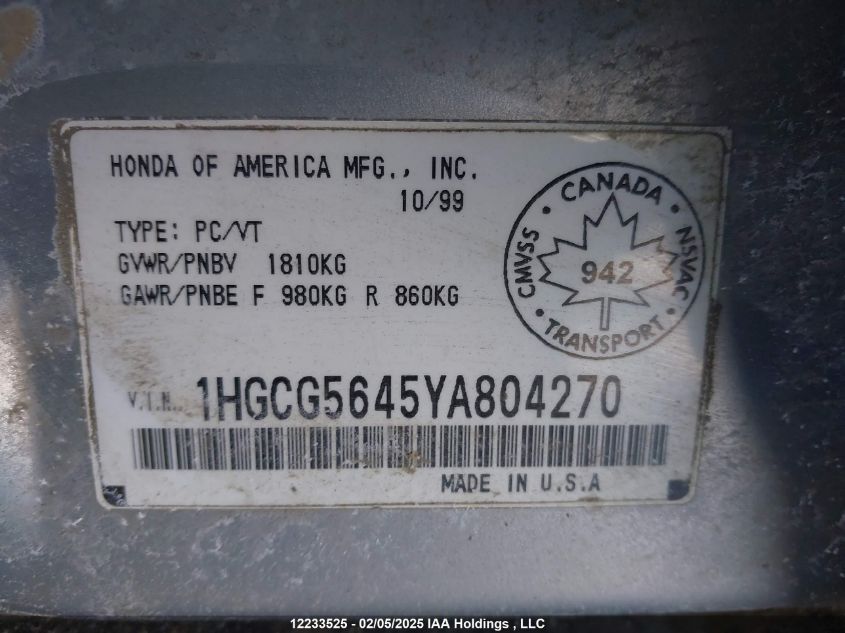 HONDA OF AMERICA MFG., INC.
10/99
TYPE: PC/VT
GVWR/PNBV 1810KG
GAWR/PNBE F 980KG R 860KG
CMVSS • CANADA • NSVAC
942
• TRANSPORT •
V.I.N.: 1HGCG5645YA804270
MADE IN U.S.A
12233525 - 02/05/2025 IAA Holdings , LLC